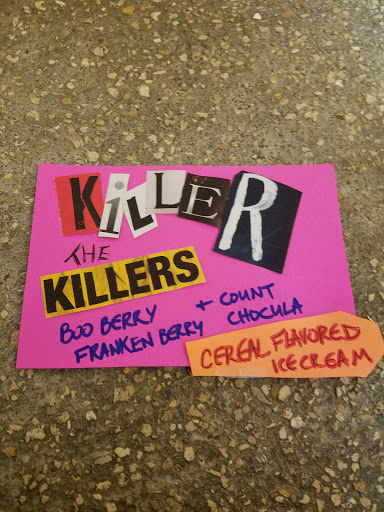 KiLLER
THE
KILLERS
BOO BERRY + COUNT
FRANKEN BERRY CHOCULA
CEREAL FLAVORED
ICE CREAM